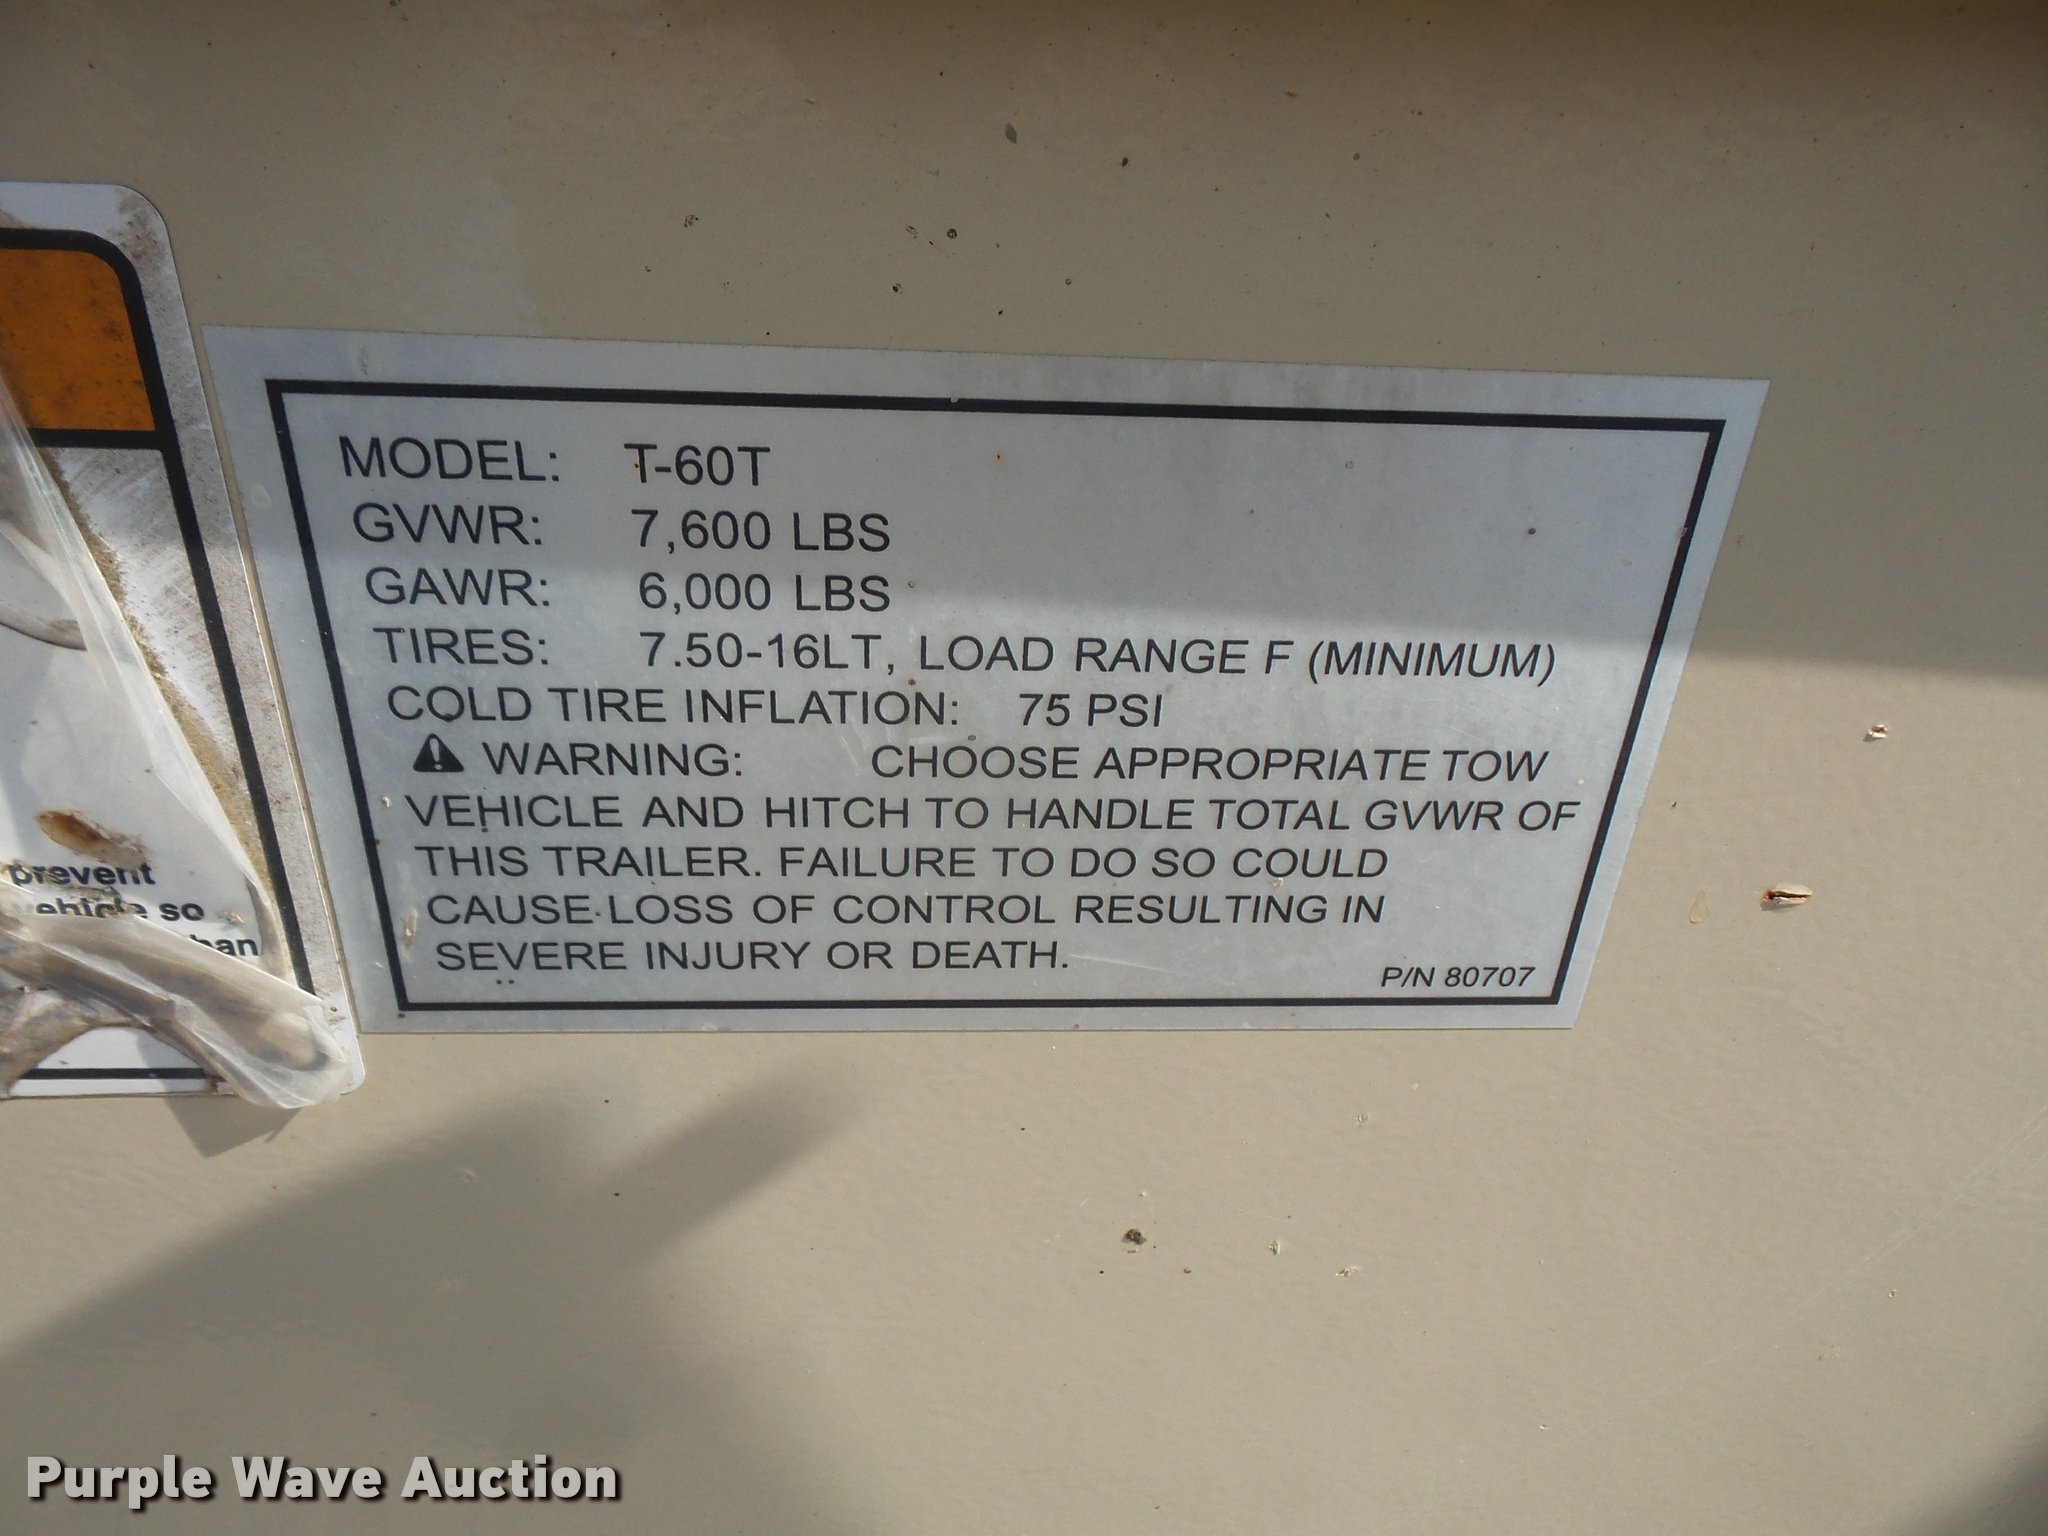 MODEL: T-60T
GVWR: 7,600 LBS
GAWR: 6,000 LBS
TIRES: 7.50-16LT, LOAD RANGE F (MINIMUM)
COLD TIRE INFLATION: 75 PSI
⚠ WARNING: CHOOSE APPROPRIATE TOW
VEHICLE AND HITCH TO HANDLE TOTAL GVWR OF
THIS TRAILER. FAILURE TO DO SO COULD
CAUSE LOSS OF CONTROL RESULTING IN
SEVERE INJURY OR DEATH.
P/N 80707
prevent
so
Purple Wave Auction